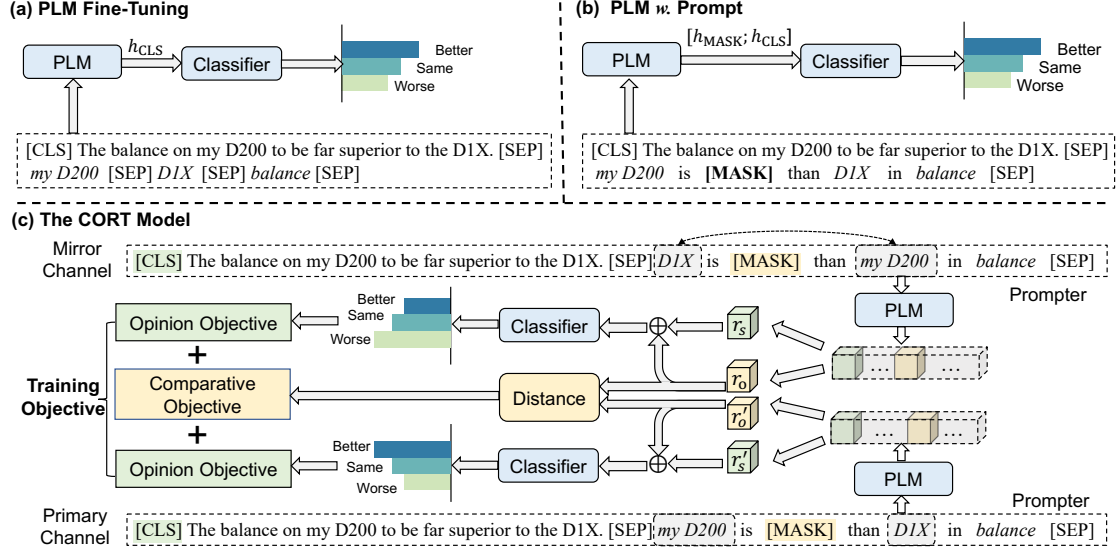 (a) PLM Fine-Tuning
PLM
h_CLS
Classifier
Better
Same
Worse
[CLS] The balance on my D200 to be far superior to the D1X. [SEP]
my D200 [SEP] D1X [SEP] balance [SEP]
(b) PLM w. Prompt
PLM
[h_MASK; h_CLS]
Classifier
Better
Same
Worse
[CLS] The balance on my D200 to be far superior to the D1X. [SEP]
my D200 is [MASK] than D1X in balance [SEP]
(c) The CORT Model
Mirror
Channel
[CLS] The balance on my D200 to be far superior to the D1X. [SEP] D1X is [MASK] than my D200 in balance [SEP]
Prompter
PLM
Opinion Objective
Better
Same
Worse
Classifier
⊕
r_s
... ...
+
Training
Objective
Comparative
Objective
Distance
r_o
r'_o
+
... ...
Opinion Objective
Better
Same
Worse
Classifier
⊕
r'_s
PLM
Prompter
Primary
Channel
[CLS] The balance on my D200 to be far superior to the D1X. [SEP] my D200 is [MASK] than D1X in balance [SEP]